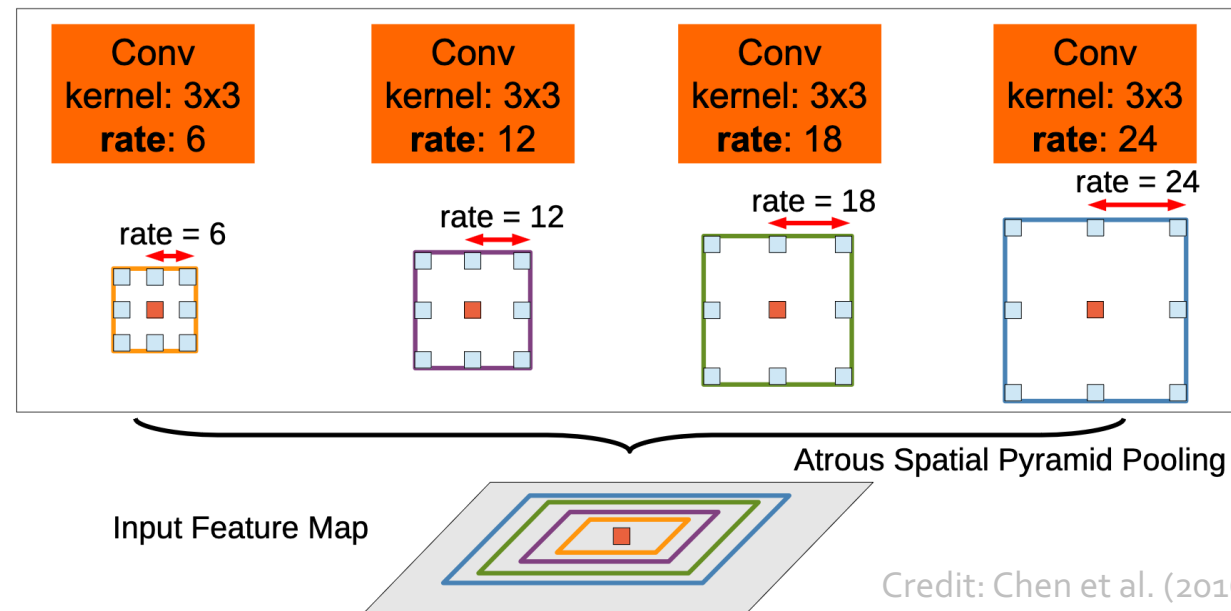 Conv
kernel: 3x3
rate: 6
Conv
kernel: 3x3
rate: 12
Conv
kernel: 3x3
rate: 18
Conv
kernel: 3x3
rate: 24
rate = 6
rate = 12
rate = 18
rate = 24
Atrous Spatial Pyramid Pooling
Input Feature Map
Credit: Chen et al.